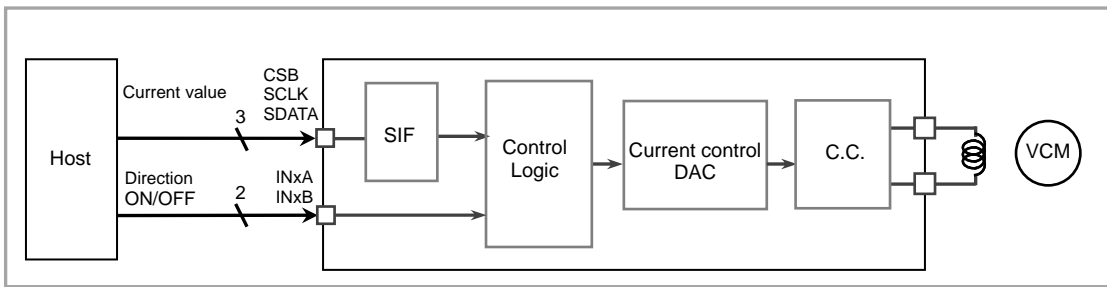 Host
Current value
3
CSB
SCLK
SDATA
Direction
ON/OFF
2
INxA
INxB
SIF
Control
Logic
Current control
DAC
C.C.
VCM